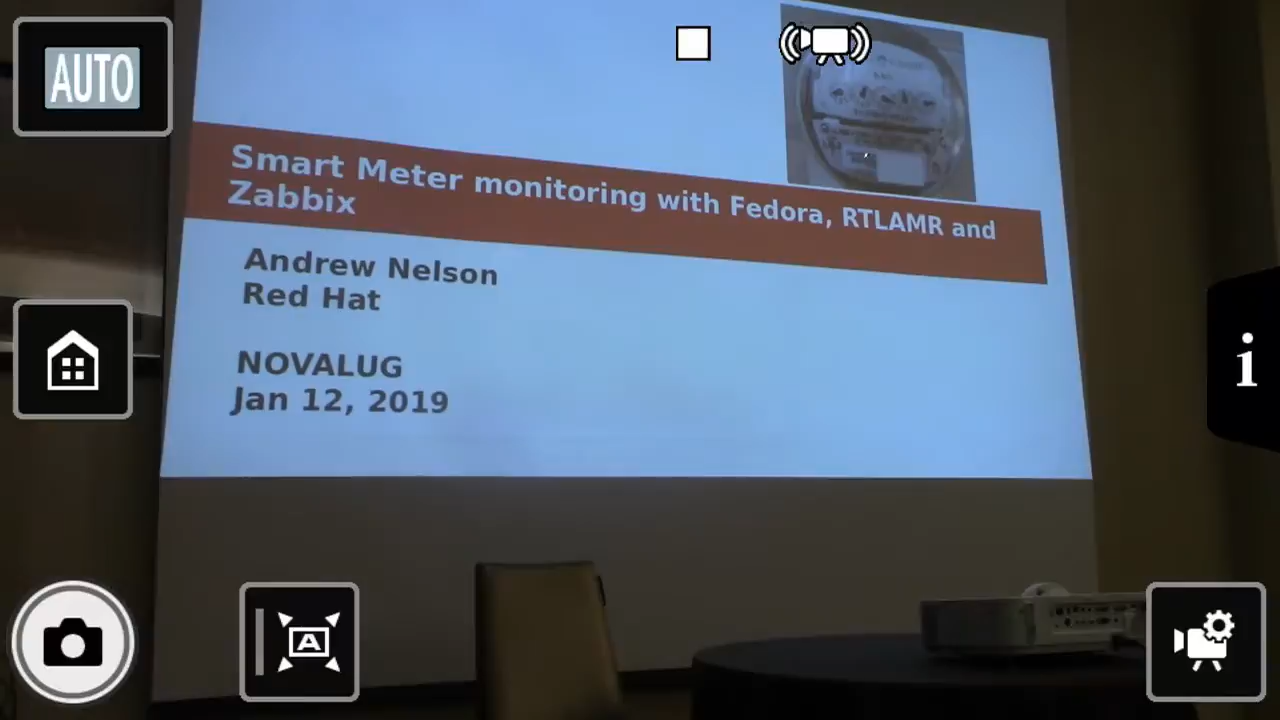 AUTO
Smart Meter monitoring with Fedora, RTLAMR and
Zabbix
Andrew Nelson
Red Hat
NOVALUG
Jan 12, 2019
i
A